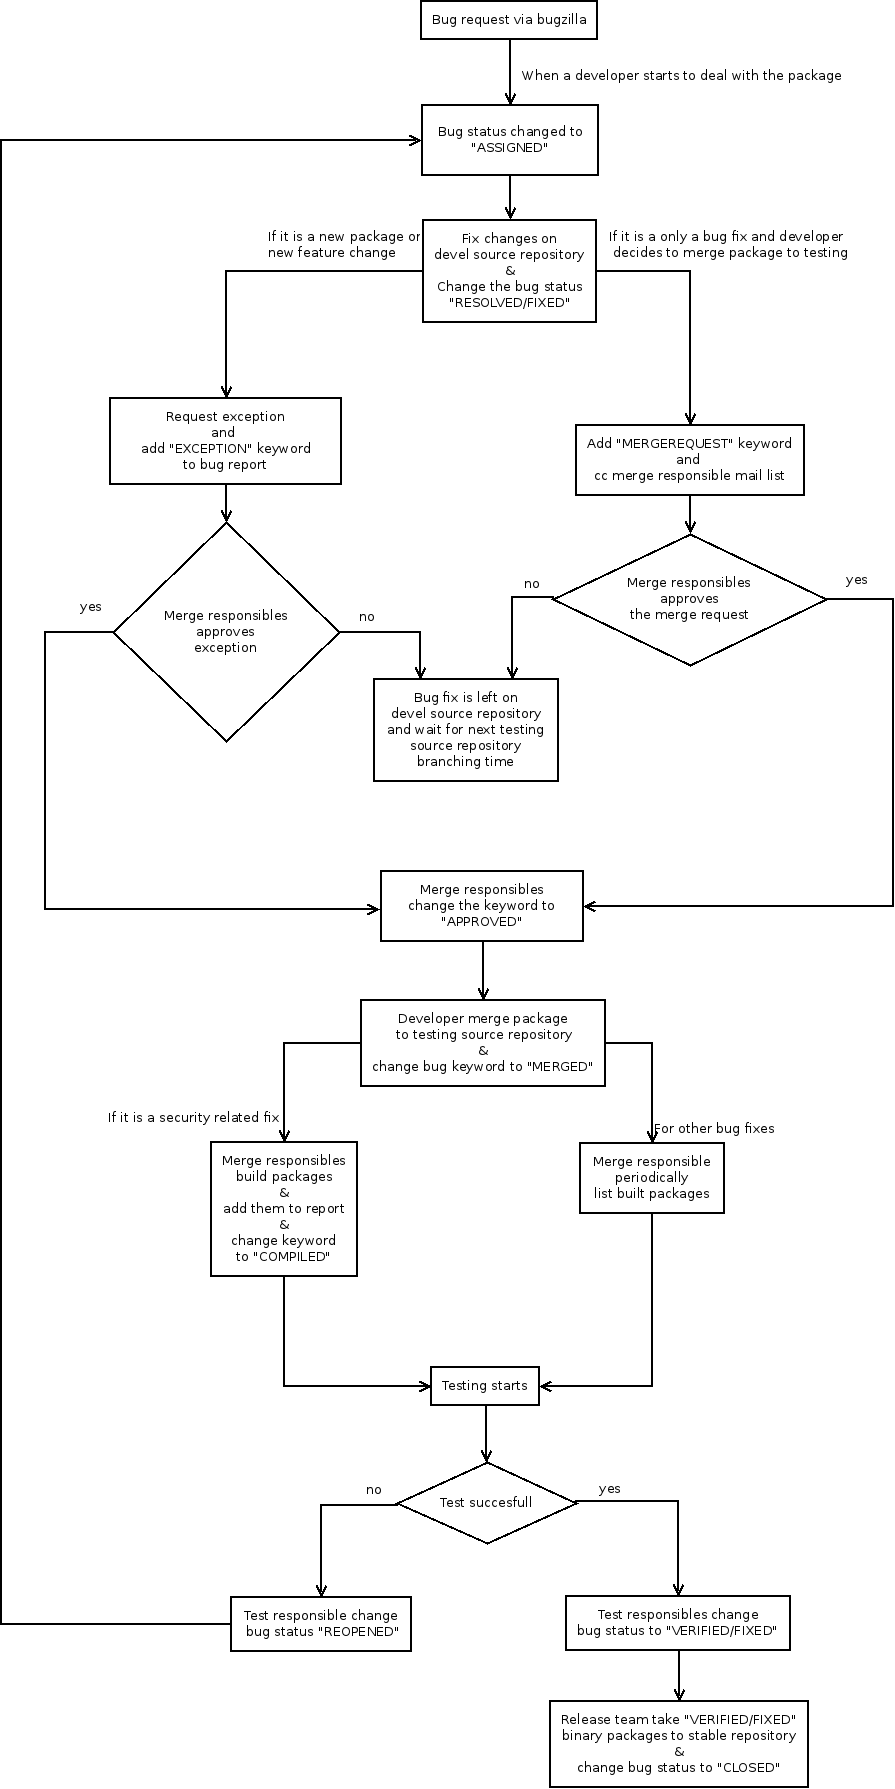 Bug request via bugzilla
When a developer starts to deal with the package
Bug status changed to
"ASSIGNED"
If it is a new package or
new feature change
Fix changes on
devel source repository
&
Change the bug status
"RESOLVED/FIXED"
If it is a only a bug fix and developer
decides to merge package to testing
Request exception
and
add "EXCEPTION" keyword
to bug report
Add "MERGEREQUEST" keyword
and
cc merge responsible mail list
yes
Merge responsibles
approves
exception
no
no
Merge responsibles
approves
the merge request
yes
Bug fix is left on
devel source repository
and wait for next testing
source repository
branching time
Merge responsibles
change the keyword to
"APPROVED"
Developer merge package
to testing source repository
&
change bug keyword to "MERGED"
If it is a security related fix
For other bug fixes
Merge responsibles
build packages
&
add them to report
&
change keyword
to "COMPILED"
Merge responsible
periodically
list built packages
Testing starts
no
Test succesfull
yes
Test responsible change
bug status "REOPENED"
Test responsibles change
bug status to "VERIFIED/FIXED"
Release team take "VERIFIED/FIXED"
binary packages to stable repository
&
change bug status to "CLOSED"